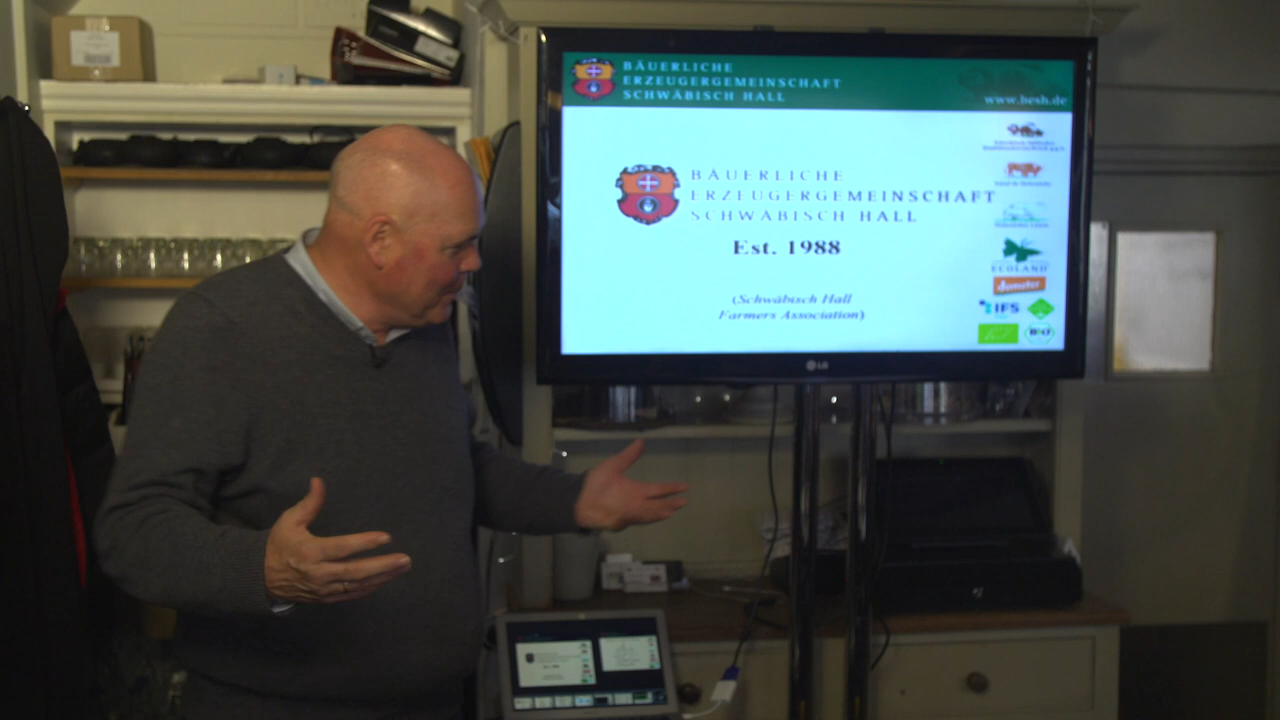 BÄUERLICHE
ERZEUGERGEMEINSCHAFT
SCHWÄBISCH HALL
www.besh.de
BÄUERLICHE
ERZEUGERGEMEINSCHAFT
SCHWÄBISCH HALL
Est. 1988
(Schwäbisch Hall
Farmers Association)
ECOLAND
demeter
IFS
BIO
LG